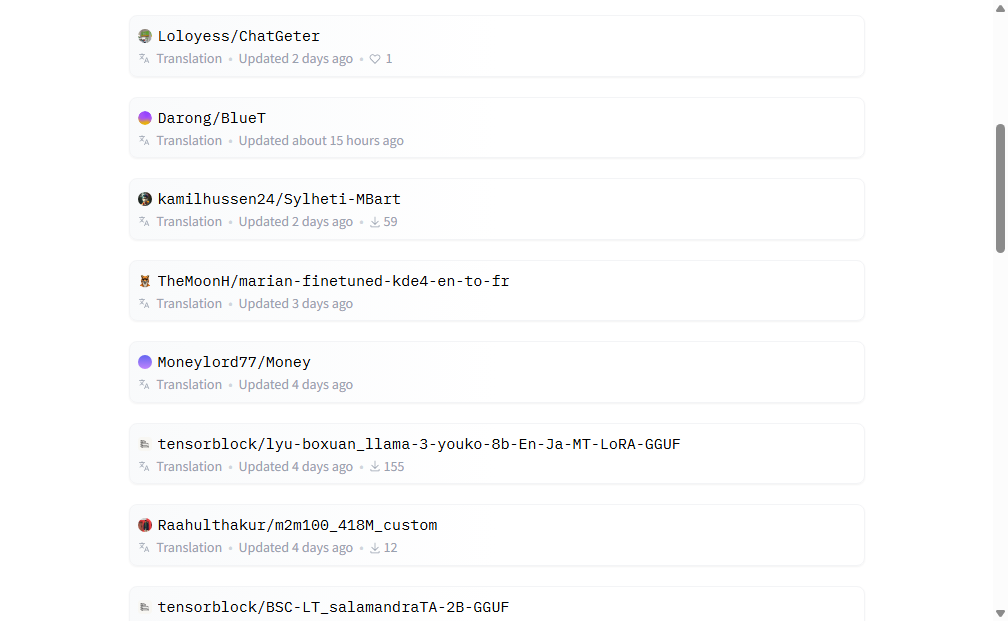 Loloyess/ChatGeter
Translation • Updated 2 days ago • 1
Darong/BlueT
Translation • Updated about 15 hours ago
kamilhussen24/Sylheti-MBart
Translation • Updated 2 days ago • 59
TheMoonH/marian-finetuned-kde4-en-to-fr
Translation • Updated 3 days ago
Moneylord77/Money
Translation • Updated 4 days ago
tensorblock/lyu-boxuan_llama-3-youko-8b-En-Ja-MT-LoRA-GGUF
Translation • Updated 4 days ago • 155
Raahulthakur/m2m100_418M_custom
Translation • Updated 4 days ago • 12
tensorblock/BSC-LT_salamandraTA-2B-GGUF